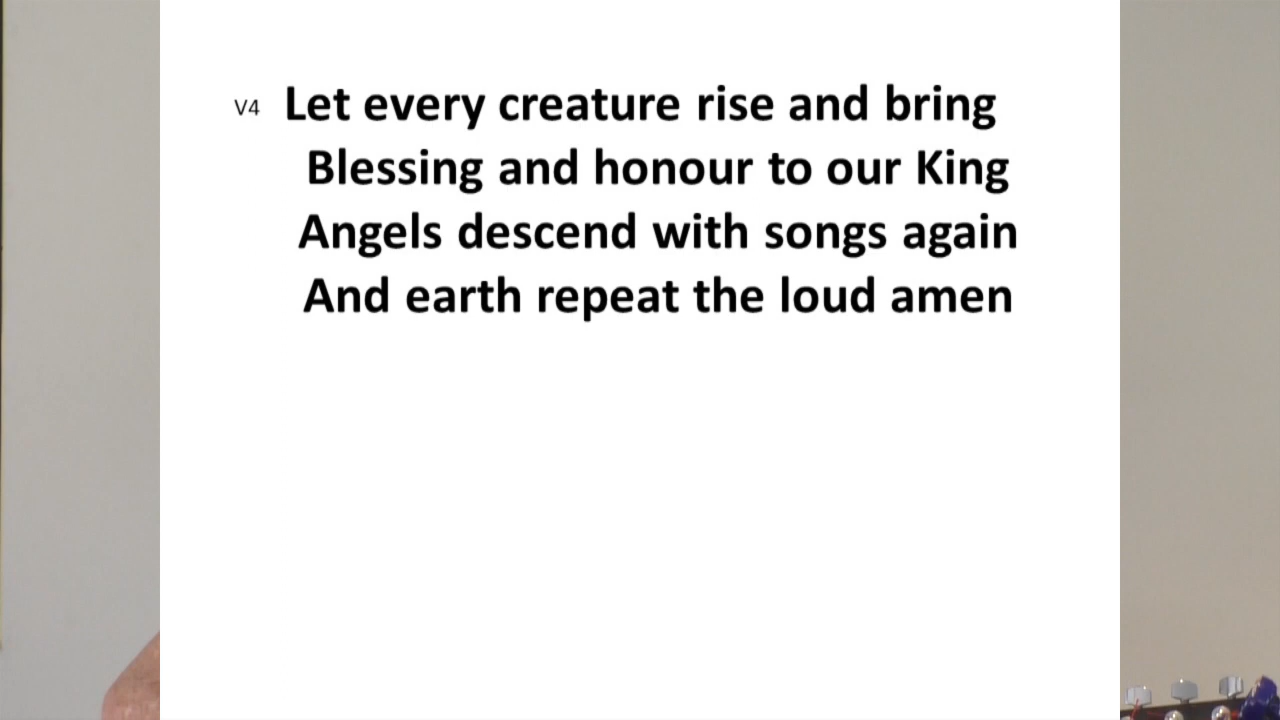 V4 Let every creature rise and bring
Blessing and honour to our King
Angels descend with songs again
And earth repeat the loud amen